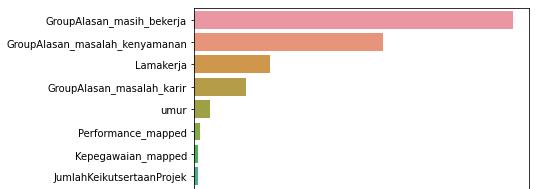 GroupAlasan_masih_bekerja
GroupAlasan_masalah_kenyamanan
Lamakerja
GroupAlasan_masalah_karir
umur
Performance_mapped
Kepegawaian_mapped
JumlahKeikutsertaanProjek